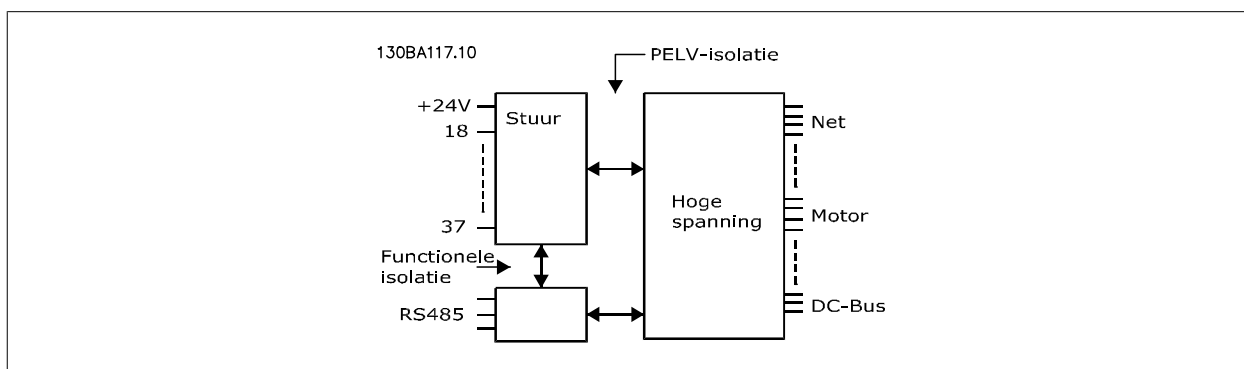 130BA117.10
PELV-isolatie
+24V
18
37
Stuur
Functionele
isolatie
RS485
Hoge
spanning
Net
Motor
DC-Bus